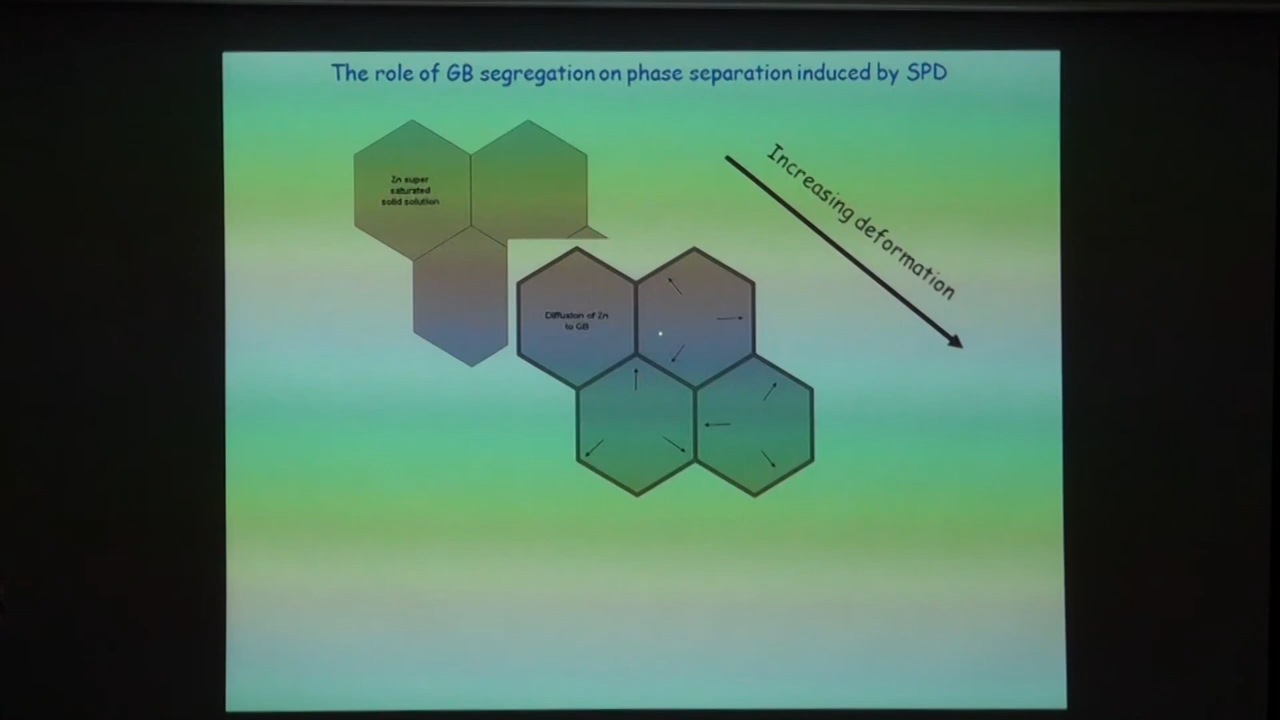 The role of GB segregation on phase separation induced by SPD
Zn super
saturated
solid solution
Increasing deformation
Diffusion of Zn
to GB